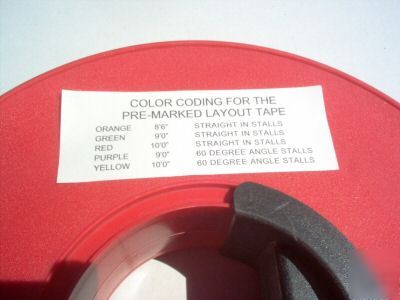 COLOR CODING FOR THE
PRE-MARKED LAYOUT TAPE
ORANGE 8'6" STRAIGHT IN STALLS
GREEN 9'0" STRAIGHT IN STALLS
RED 10'0" STRAIGHT IN STALLS
PURPLE 9'0" 60 DEGREE ANGLE STALLS
YELLOW 10'0" 60 DEGREE ANGLE STALLS